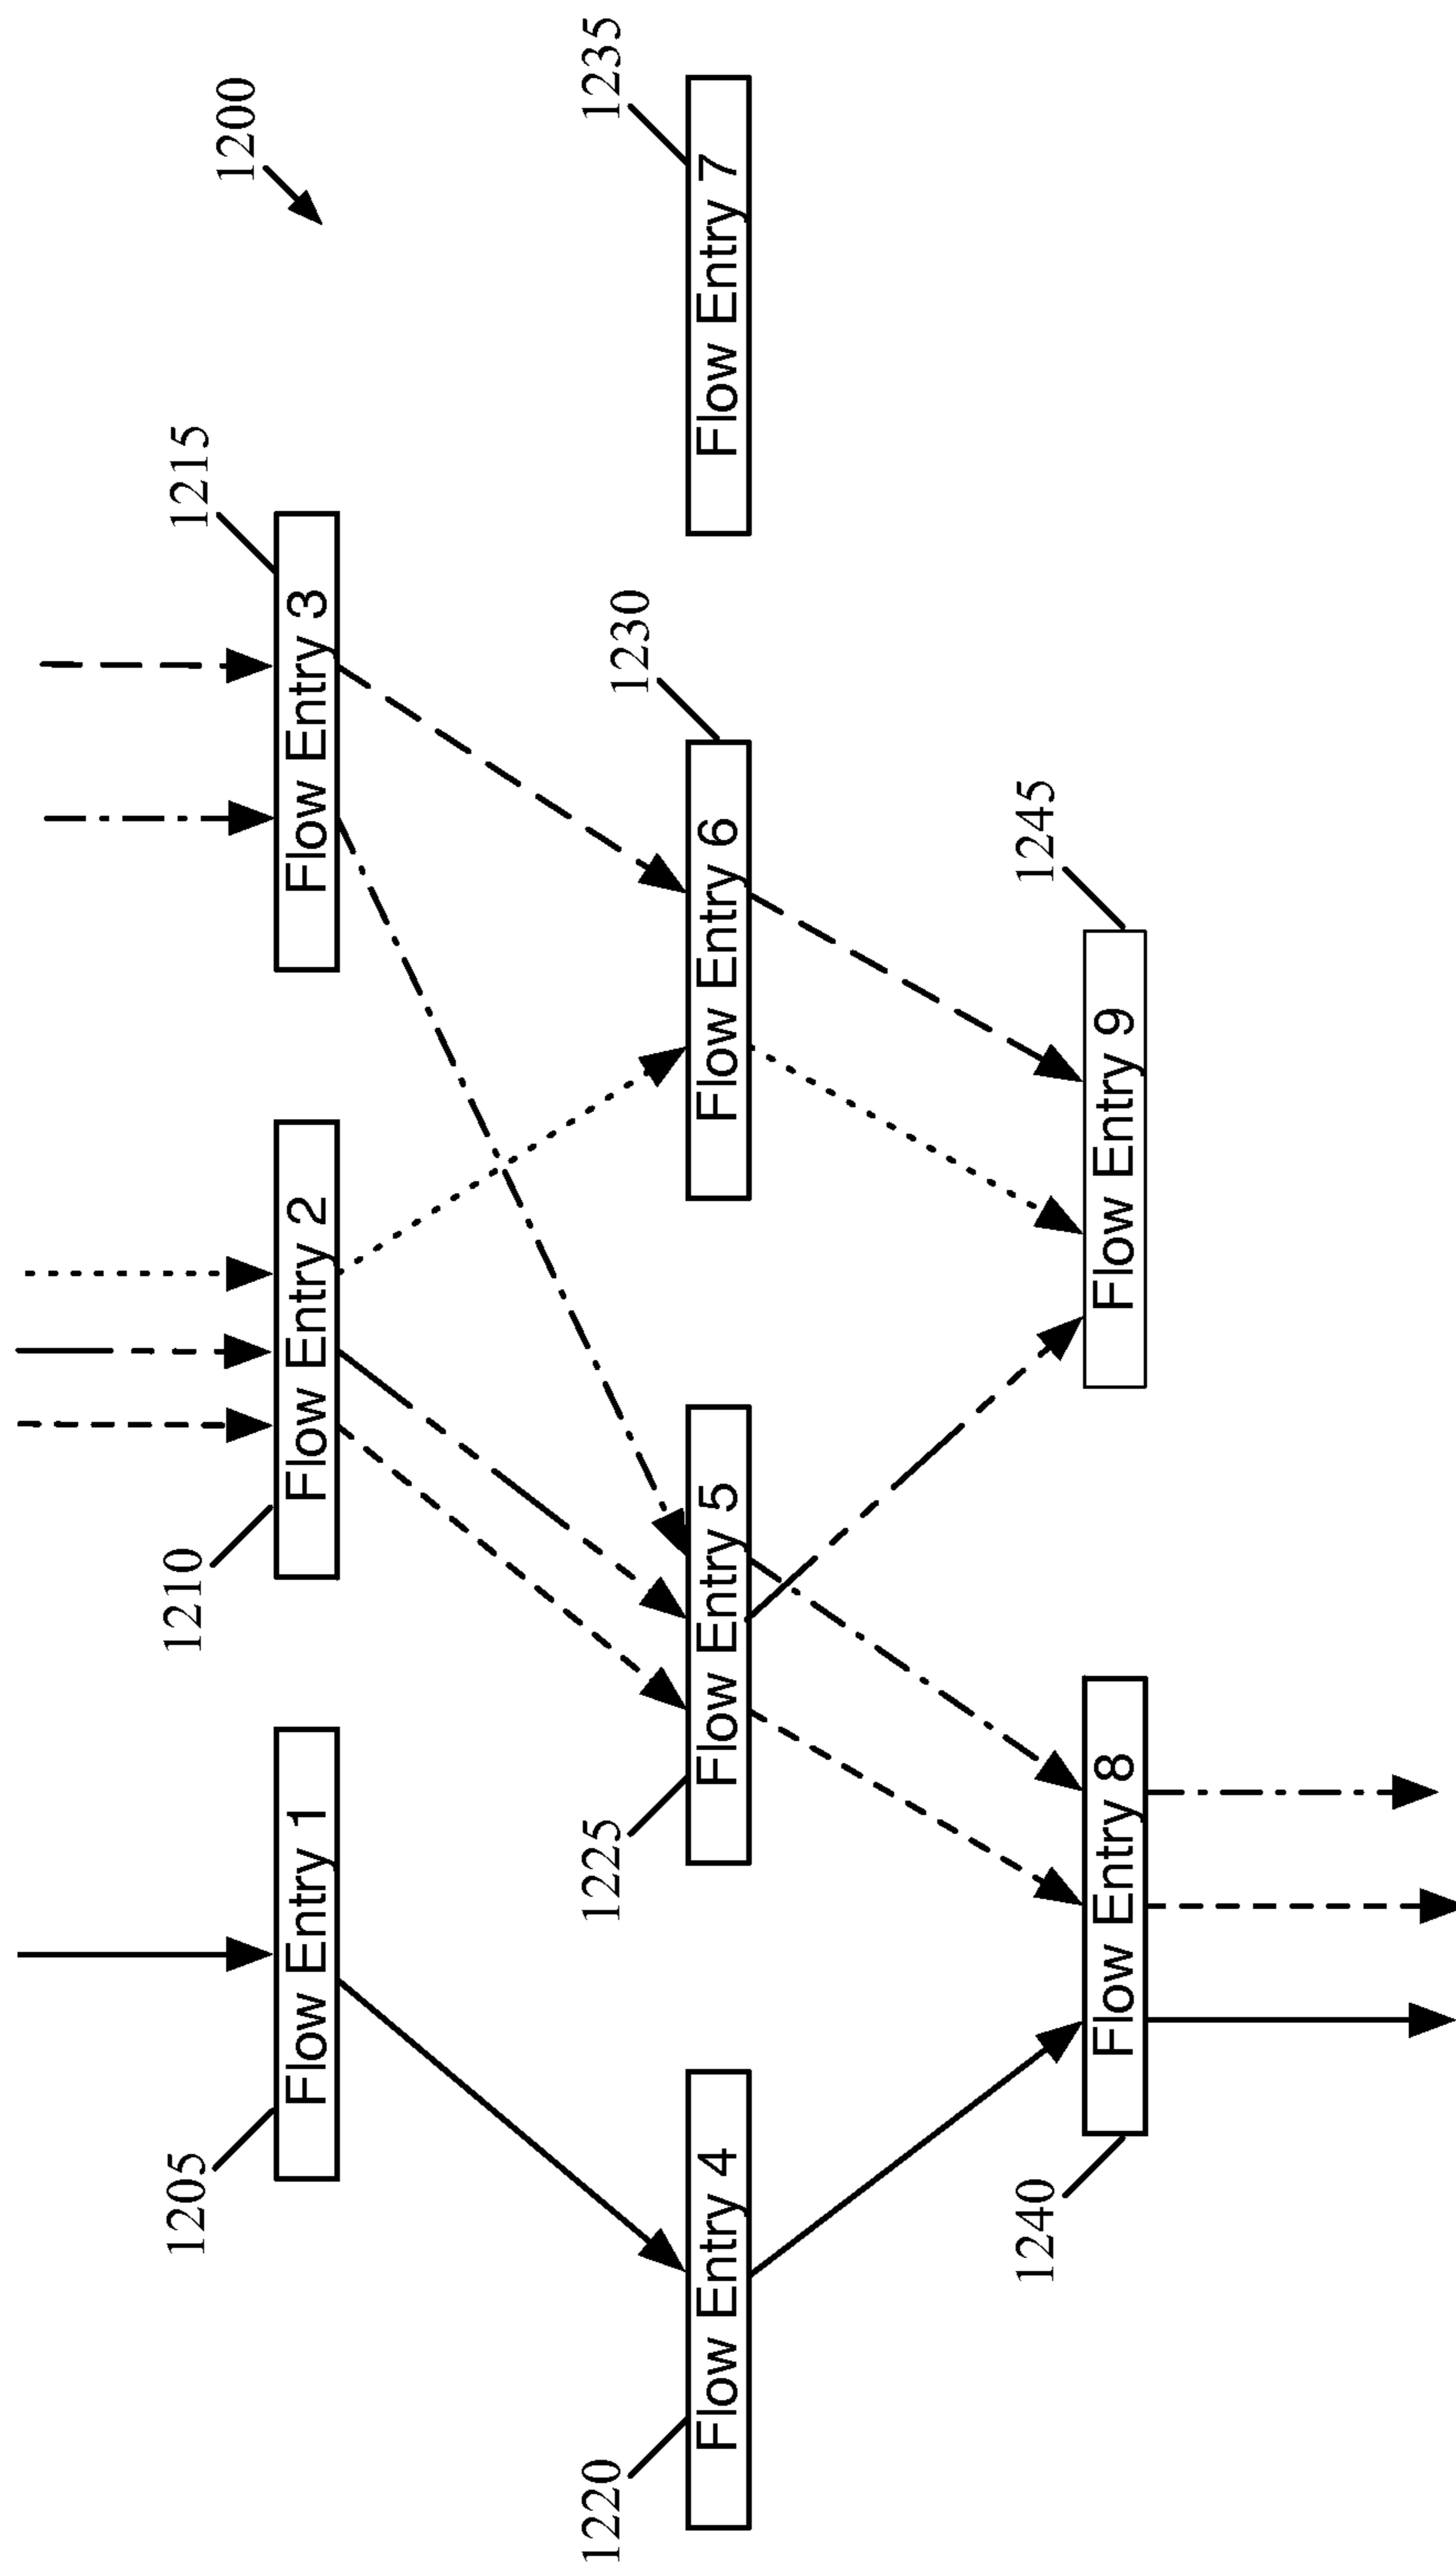 1200
1205
Flow Entry 1
1210
Flow Entry 2
1215
Flow Entry 3
1220
Flow Entry 4
1225
Flow Entry 5
1230
Flow Entry 6
1235
Flow Entry 7
1240
Flow Entry 8
1245
Flow Entry 9